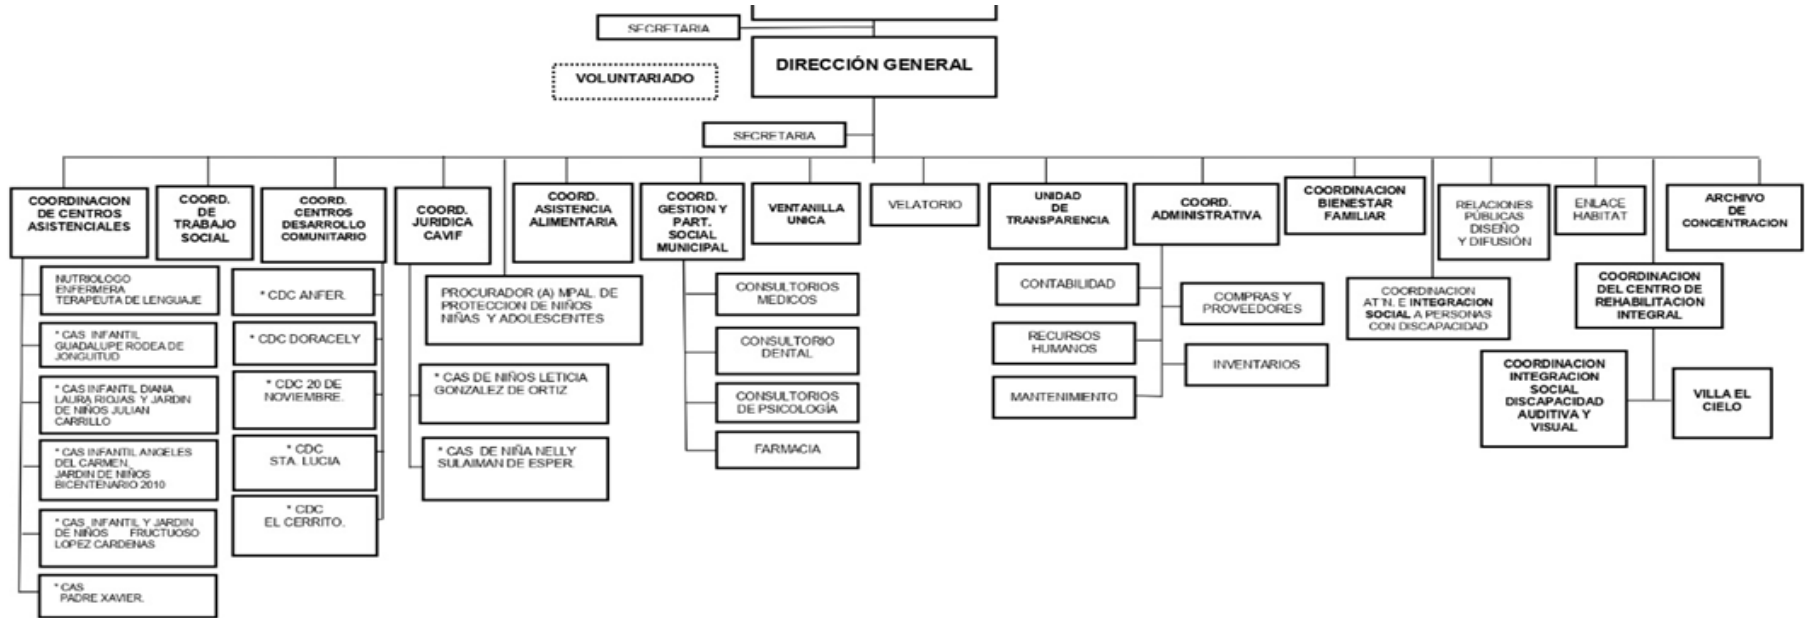 SECRETARIA
DIRECCIÓN GENERAL
VOLUNTARIADO
SECRETARIA
COORDINACION
DE CENTROS
ASISTENCIALES
COORD.
DE
TRABAJO
SOCIAL
COORD.
CENTROS
DESARROLLO
COMUNITARIO
COORD.
JURIDICA
CAVIF
COORD.
ASISTENCIA
ALIMENTARIA
COORD.
GESTION Y
PART.
SOCIAL
MUNICIPAL
VENTANILLA
UNICA
VELATORIO
UNIDAD
DE
TRANSPARENCIA
COORD.
ADMINISTRATIVA
COORDINACION
BIENESTAR
FAMILIAR
RELACIONES
PÚBLICAS
DISEÑO
Y DIFUSIÓN
ENLACE
HABITAT
ARCHIVO
DE
CONCENTRACION
NUTRIOLOGO
ENFERMERA
TERAPEUTA DE LENGUAJE
* CAS INFANTIL
GUADALUPE RODEA DE
JONGUITUD
* CAS INFANTIL DIANA
LAURA RIOJAS Y JARDIN
DE NIÑOS JULIAN
CARRILLO
* CAS INFANTIL ANGELES
DEL CARMEN,
JARDIN DE NIÑOS
BICENTENARIO 2010
* CAS INFANTIL Y JARDIN
DE NIÑOS FRUCTUOSO
LOPEZ CARDENAS
* CAS
PADRE XAVIER.
* CDC ANFER.
* CDC DORACELY
* CDC 20 DE
NOVIEMBRE.
* CDC
STA. LUCIA
* CDC
EL CERRITO.
PROCURADOR (A) MPAL. DE
PROTECCION DE NIÑOS
NIÑAS Y ADOLESCENTES
* CAS DE NIÑOS LETICIA
GONZALEZ DE ORTIZ
* CAS DE NIÑA NELLY
SULAIMAN DE ESPER.
CONSULTORIOS
MEDICOS
CONSULTORIO
DENTAL
CONSULTORIOS
DE PSICOLOGÍA
FARMACIA
CONTABILIDAD
RECURSOS
HUMANOS
MANTENIMIENTO
COMPRAS Y
PROVEEDORES
INVENTARIOS
COORDINACION
AT'N. E INTEGRACION
SOCIAL A PERSONAS
CON DISCAPACIDAD
COORDINACION
DEL CENTRO DE
REHABILITACION
INTEGRAL
COORDINACION
INTEGRACION
SOCIAL
DISCAPACIDAD
AUDITIVA Y
VISUAL
VILLA EL
CIELO